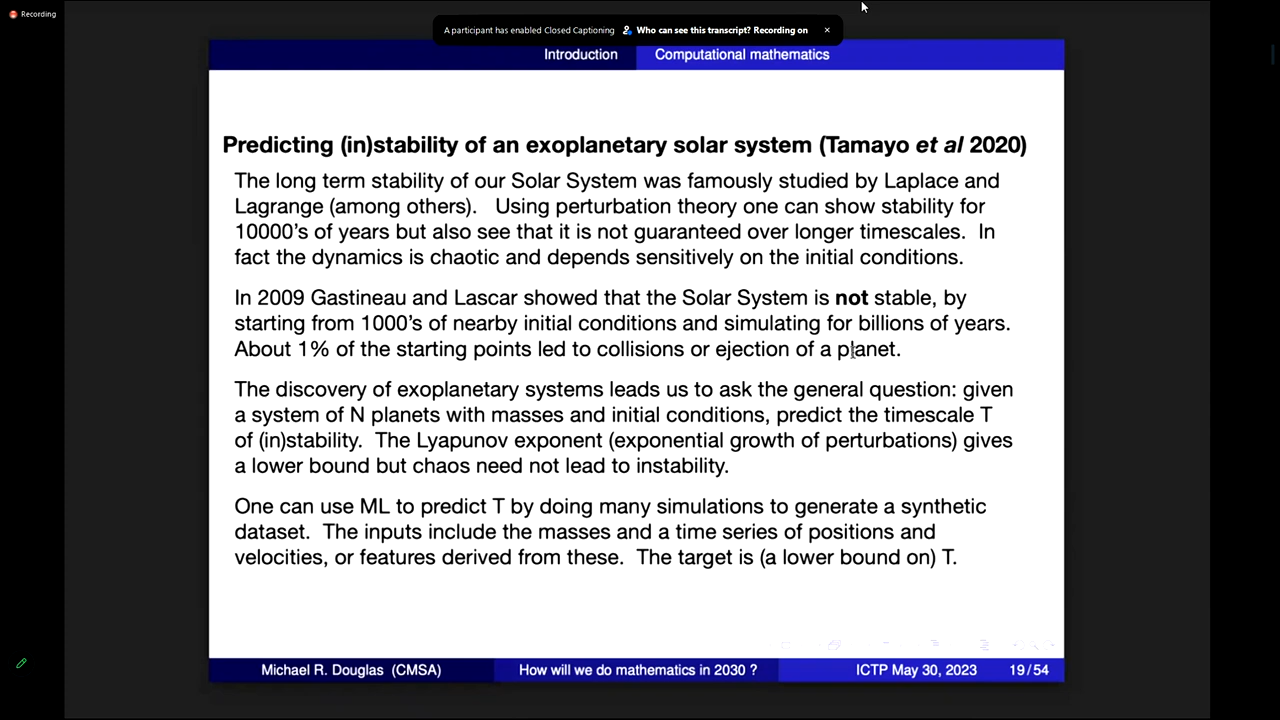 Recording
A participant has enabled Closed Captioning Who can see this transcript? Recording on ×
Introduction Computational mathematics
Predicting (in)stability of an exoplanetary solar system (Tamayo et al 2020)
The long term stability of our Solar System was famously studied by Laplace and
Lagrange (among others). Using perturbation theory one can show stability for
10000's of years but also see that it is not guaranteed over longer timescales. In
fact the dynamics is chaotic and depends sensitively on the initial conditions.
In 2009 Gastineau and Lascar showed that the Solar System is not stable, by
starting from 1000's of nearby initial conditions and simulating for billions of years.
About 1% of the starting points led to collisions or ejection of a planet.
The discovery of exoplanetary systems leads us to ask the general question: given
a system of N planets with masses and initial conditions, predict the timescale T
of (in)stability. The Lyapunov exponent (exponential growth of perturbations) gives
a lower bound but chaos need not lead to instability.
One can use ML to predict T by doing many simulations to generate a synthetic
dataset. The inputs include the masses and a time series of positions and
velocities, or features derived from these. The target is (a lower bound on) T.
Michael R. Douglas (CMSA) How will we do mathematics in 2030 ? ICTP May 30, 2023 19 / 54